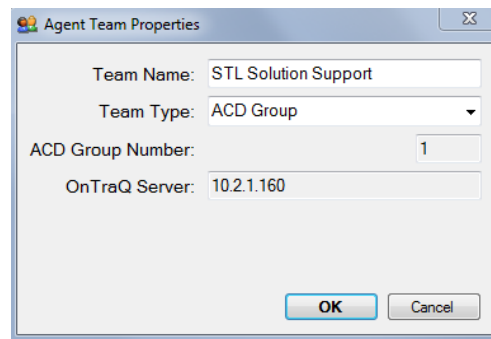 Agent Team Properties
Team Name: STL Solution Support
Team Type: ACD Group
ACD Group Number: 1
OnTraQ Server: 10.2.1.160
OK Cancel